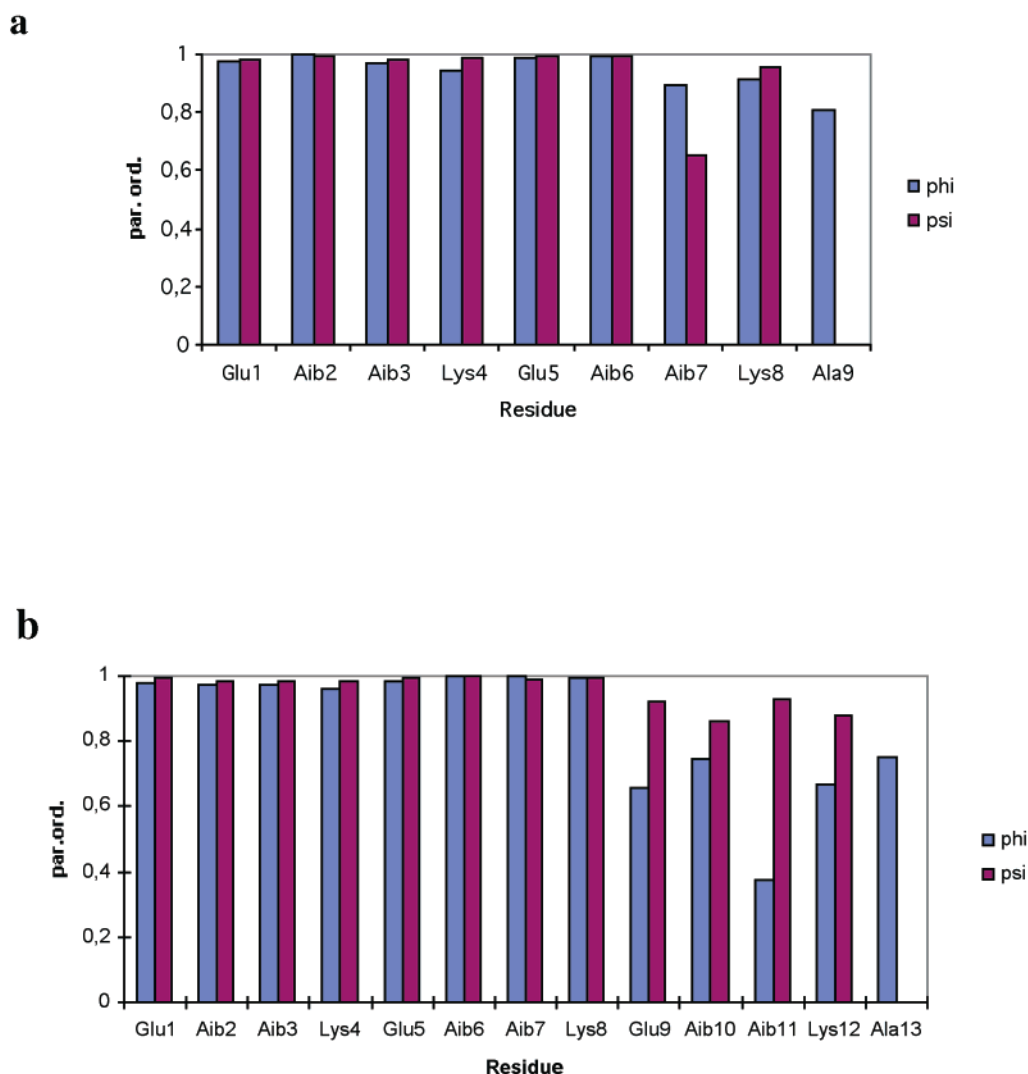 a
1
0,8
0,6
0,4
0,2
0
par. ord.
Glu1 Aib2 Aib3 Lys4 Glu5 Aib6 Aib7 Lys8 Ala9
Residue
phi
psi
b
1
0,8
0,6
0,4
0,2
0
par.ord.
Glu1 Aib2 Aib3 Lys4 Glu5 Aib6 Aib7 Lys8 Glu9 Aib10 Aib11 Lys12 Ala13
Residue
phi
psi